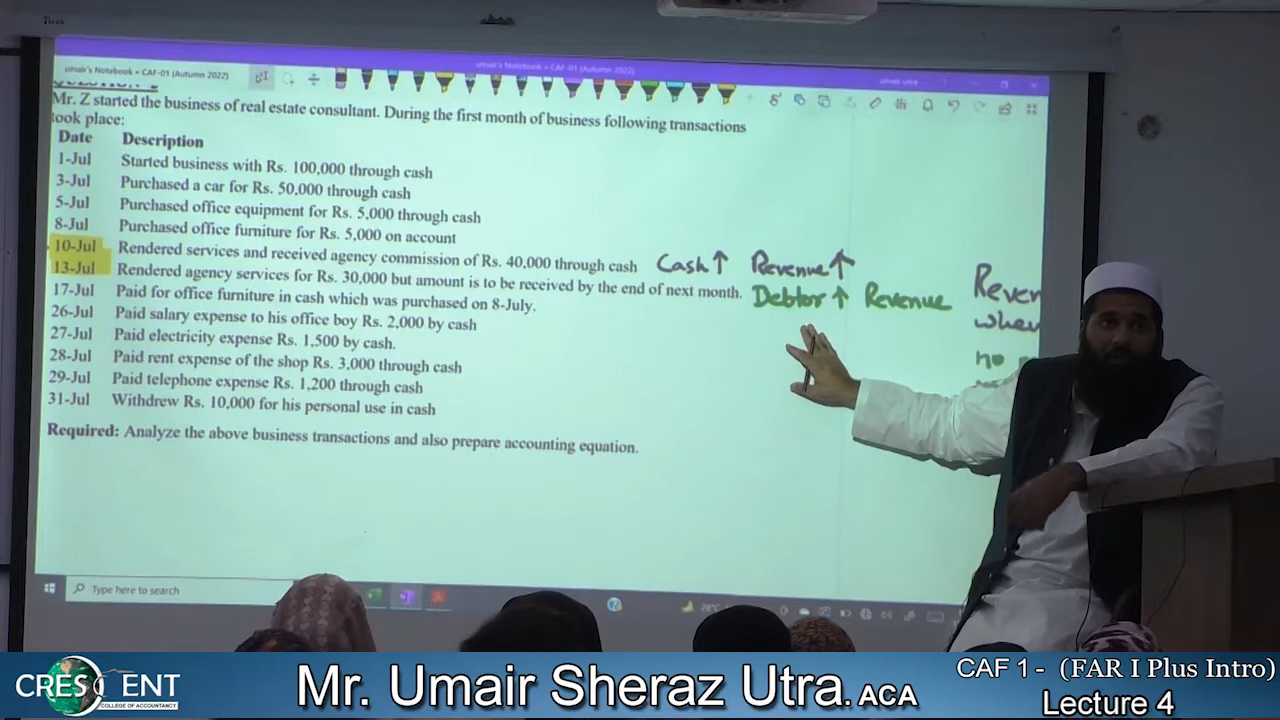 umair's Notebook • CAF-01 (Autumn 2022)
umair's Notebook • CAF-01 (Autumn 2022)
umair utra
Mr. Z started the business of real estate consultant. During the first month of business following transactions
took place:
Date Description
1-Jul Started business with Rs. 100,000 through cash
3-Jul Purchased a car for Rs. 50,000 through cash
5-Jul Purchased office equipment for Rs. 5,000 through cash
8-Jul Purchased office furniture for Rs. 5,000 on account
10-Jul Rendered services and received agency commission of Rs. 40,000 through cash Cash↑ Revenue↑
13-Jul Rendered agency services for Rs. 30,000 but amount is to be received by the end of next month. Debtor↑ Revenue
17-Jul Paid for office furniture in cash which was purchased on 8-July.
26-Jul Paid salary expense to his office boy Rs. 2,000 by cash
27-Jul Paid electricity expense Rs. 1,500 by cash.
28-Jul Paid rent expense of the shop Rs. 3,000 through cash
29-Jul Paid telephone expense Rs. 1,200 through cash
31-Jul Withdrew Rs. 10,000 for his personal use in cash
Required: Analyze the above business transactions and also prepare accounting equation.
Reven
when
no
Type here to search
CRESCENT
COLLEGE OF ACCOUNTANCY
Mr. Umair Sheraz Utra. ACA
CAF 1 - (FAR I Plus Intro)
Lecture 4